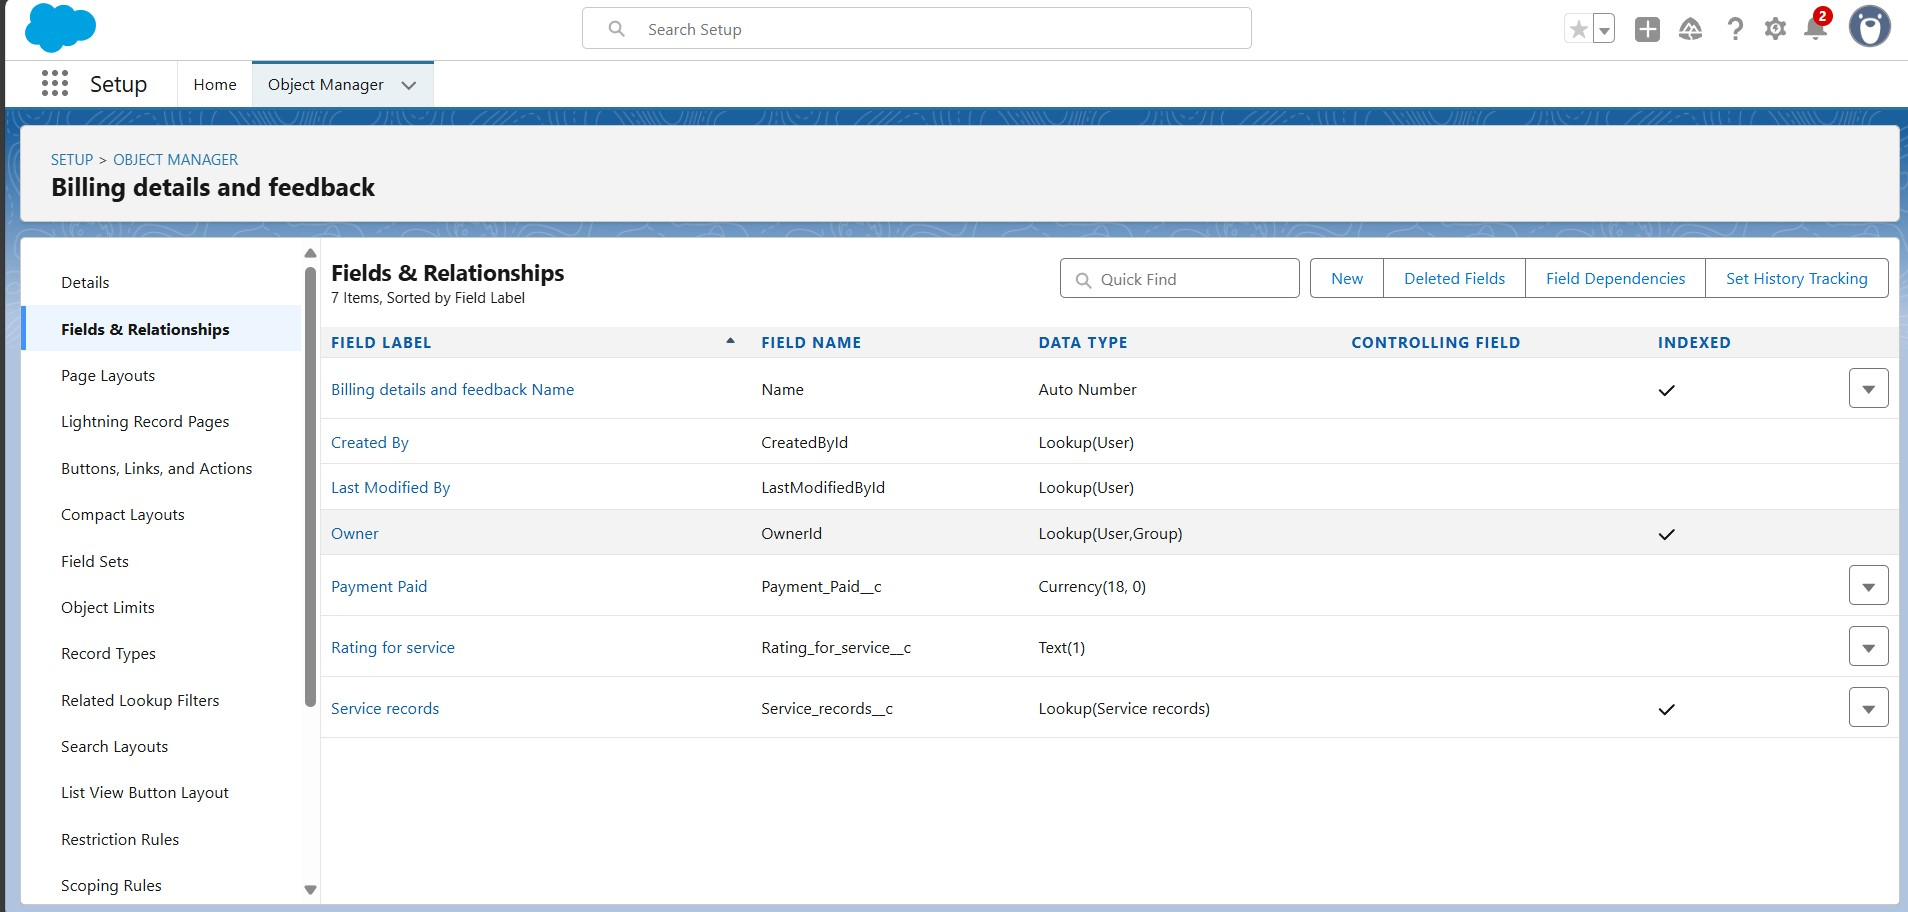 Search Setup
2
Setup
Home
Object Manager
SETUP > OBJECT MANAGER
Billing details and feedback
Details
Fields & Relationships
Page Layouts
Lightning Record Pages
Buttons, Links, and Actions
Compact Layouts
Field Sets
Object Limits
Record Types
Related Lookup Filters
Search Layouts
List View Button Layout
Restriction Rules
Scoping Rules
Fields & Relationships
7 Items, Sorted by Field Label
Quick Find
New
Deleted Fields
Field Dependencies
Set History Tracking
FIELD LABEL FIELD NAME DATA TYPE CONTROLLING FIELD INDEXED
Billing details and feedback Name Name Auto Number
Created By CreatedById Lookup(User)
Last Modified By LastModifiedById Lookup(User)
Owner OwnerId Lookup(User,Group)
Payment Paid Payment_Paid__c Currency(18, 0)
Rating for service Rating_for_service__c Text(1)
Service records Service_records__c Lookup(Service records)